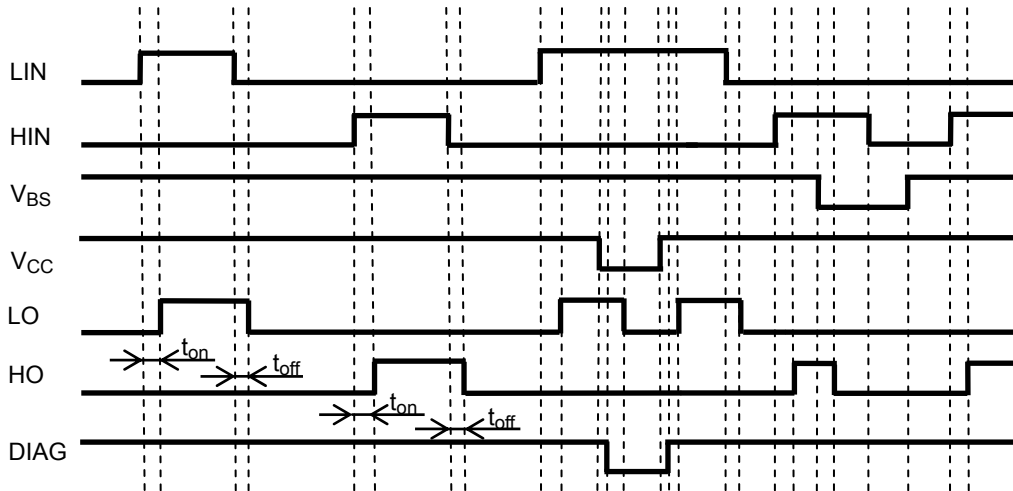 LIN
HIN
VBS
VCC
LO
ton
toff
HO
ton
toff
DIAG